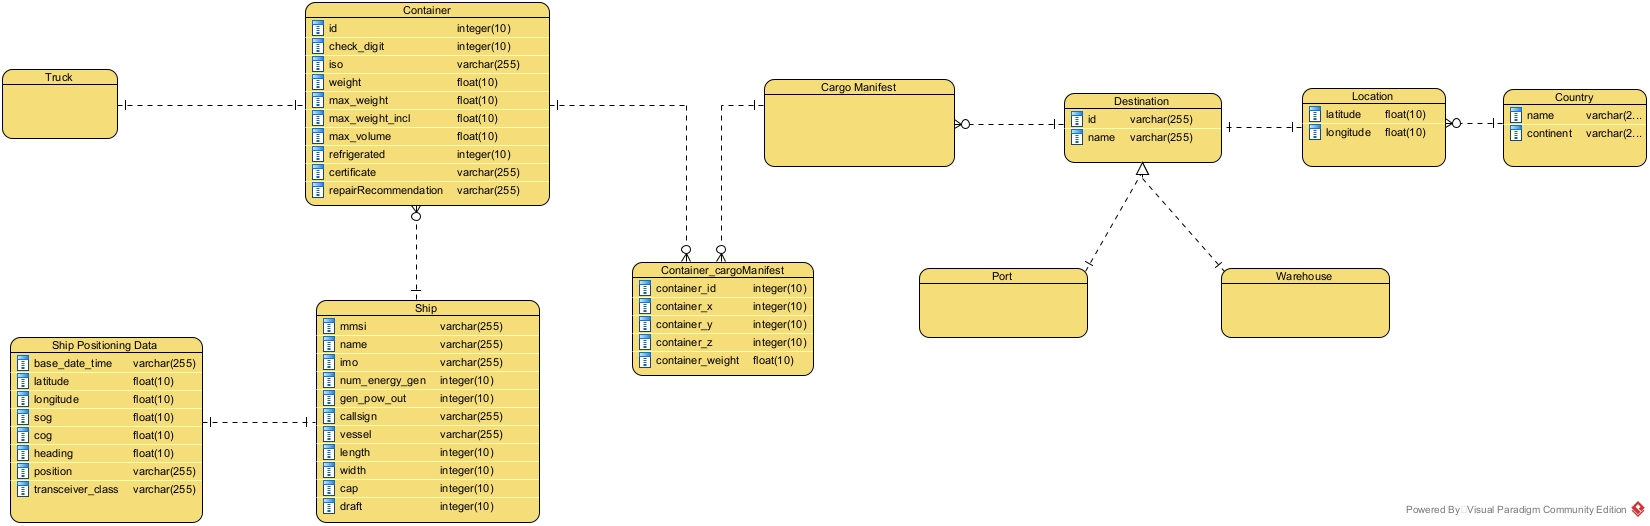 Truck
Container
id integer(10)
check_digit integer(10)
iso varchar(255)
weight float(10)
max_weight float(10)
max_weight_incl float(10)
max_volume float(10)
refrigerated integer(10)
certificate varchar(255)
repairRecommendation varchar(255)
Cargo Manifest
Destination
id varchar(255)
name varchar(255)
Location
latitude float(10)
longitude float(10)
Country
name varchar(2...
continent varchar(2...
Container_cargoManifest
container_id integer(10)
container_x integer(10)
container_y integer(10)
container_z integer(10)
container_weight float(10)
Port
Warehouse
Ship Positioning Data
base_date_time varchar(255)
latitude float(10)
longitude float(10)
sog float(10)
cog float(10)
heading float(10)
position varchar(255)
transceiver_class varchar(255)
Ship
mmsi varchar(255)
name varchar(255)
imo varchar(255)
num_energy_gen integer(10)
gen_pow_out integer(10)
callsign varchar(255)
vessel varchar(255)
length integer(10)
width integer(10)
cap integer(10)
draft integer(10)
Powered By Visual Paradigm Community Edition